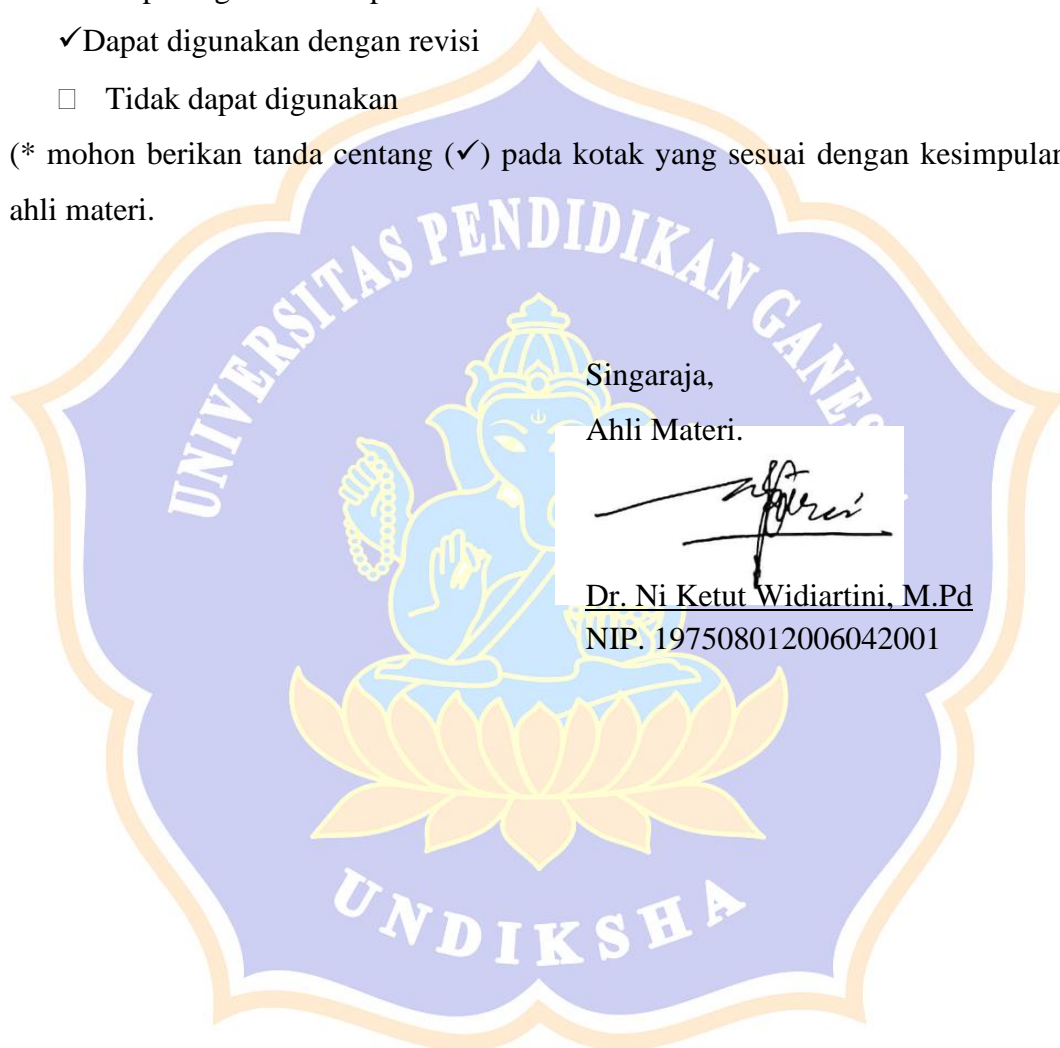 ✓Dapat digunakan dengan revisi
□ Tidak dapat digunakan
(* mohon berikan tanda centang (✓) pada kotak yang sesuai dengan kesimpulan
ahli materi.
UNIVERSITAS PENDIDIKAN
Singaraja,
Ahli Materi.
Dr. Ni Ketut Widiartini, M.Pd
NIP. 197508012006042001
UNDIKSHA